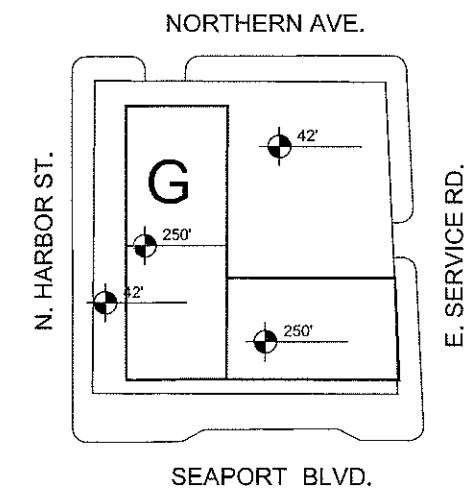 NORTHERN AVE.
42'
G
N. HARBOR ST.
E. SERVICE RD.
250'
42'
250'
SEAPORT BLVD.